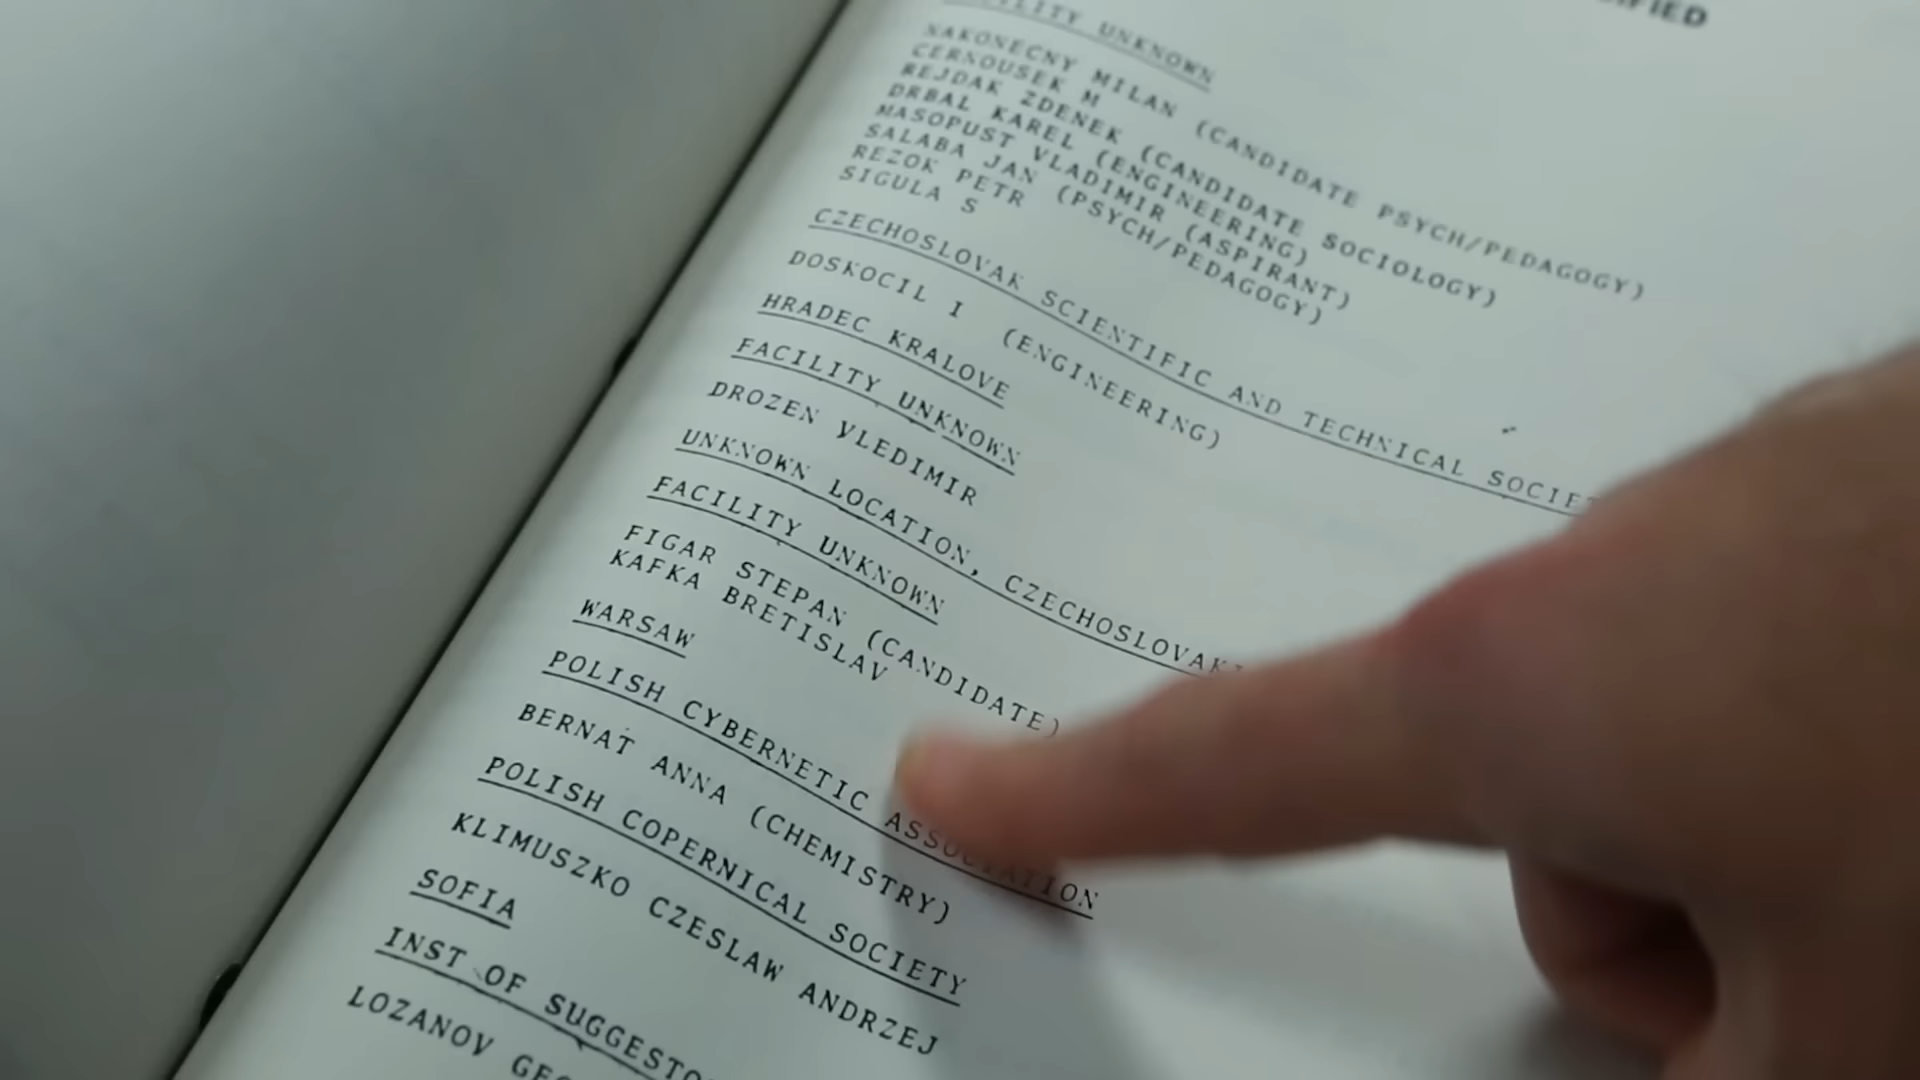 UNKNOWN
NAKONECNY MILAN (CANDIDATE PSYCH/PEDAGOGY)
CERNOUSEK M
REJDAK ZDENEK (CANDIDATE SOCIOLOGY)
DRBAL KAREL (ENGINEERING)
MASOPUST VLADIMIR (ASPIRANT)
SALABA JAN (PSYCH/PEDAGOGY)
REZOK PETR
SIGULA S
CZECHOSLOVAK SCIENTIFIC AND TECHNICAL SOCIE
DOSKOCIL I (ENGINEERING)
HRADEC KRALOVE
FACILITY UNKNOWN
DROZEN VLEDIMIR
UNKNOWN LOCATION, CZECHOSLOVAK
FACILITY UNKNOWN
FIGAR STEPAN (CANDIDATE)
KAFKA BRETISLAV
WARSAW
POLISH CYBERNETIC ASSOCIATION
BERNAT ANNA (CHEMISTRY)
POLISH COPERNICAL SOCIETY
KLIMUSZKO CZESLAW ANDRZEJ
SOFIA
INST OF SUGGESTO
LOZANOV GEO